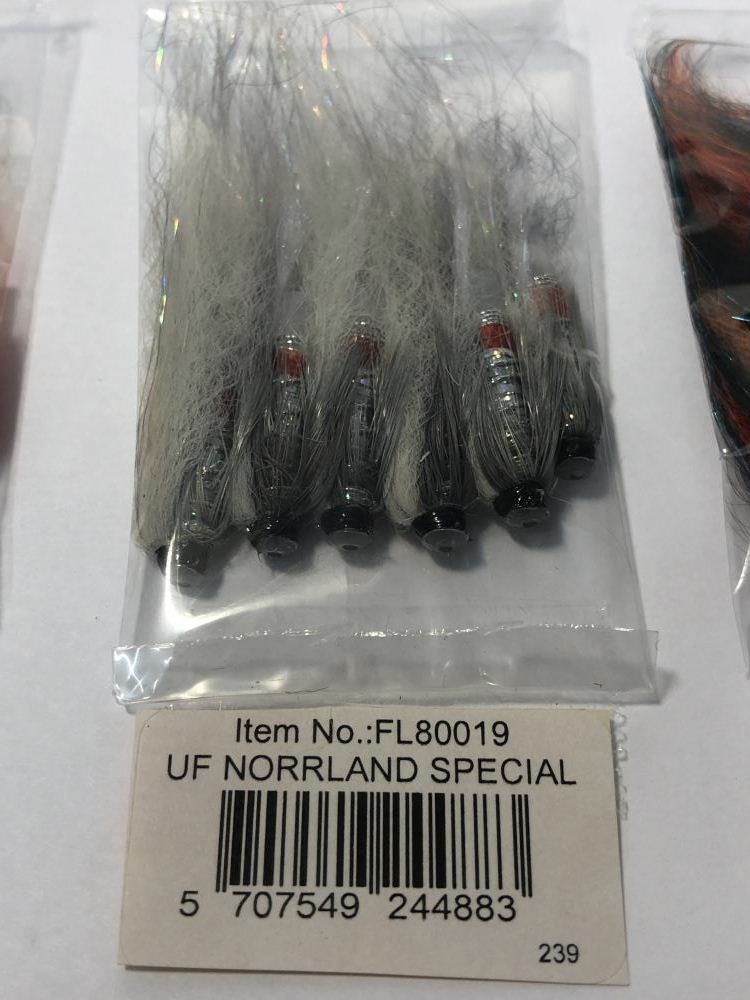 Item No.:FL80019
UF NORRLAND SPECIAL
5 707549 244883
239